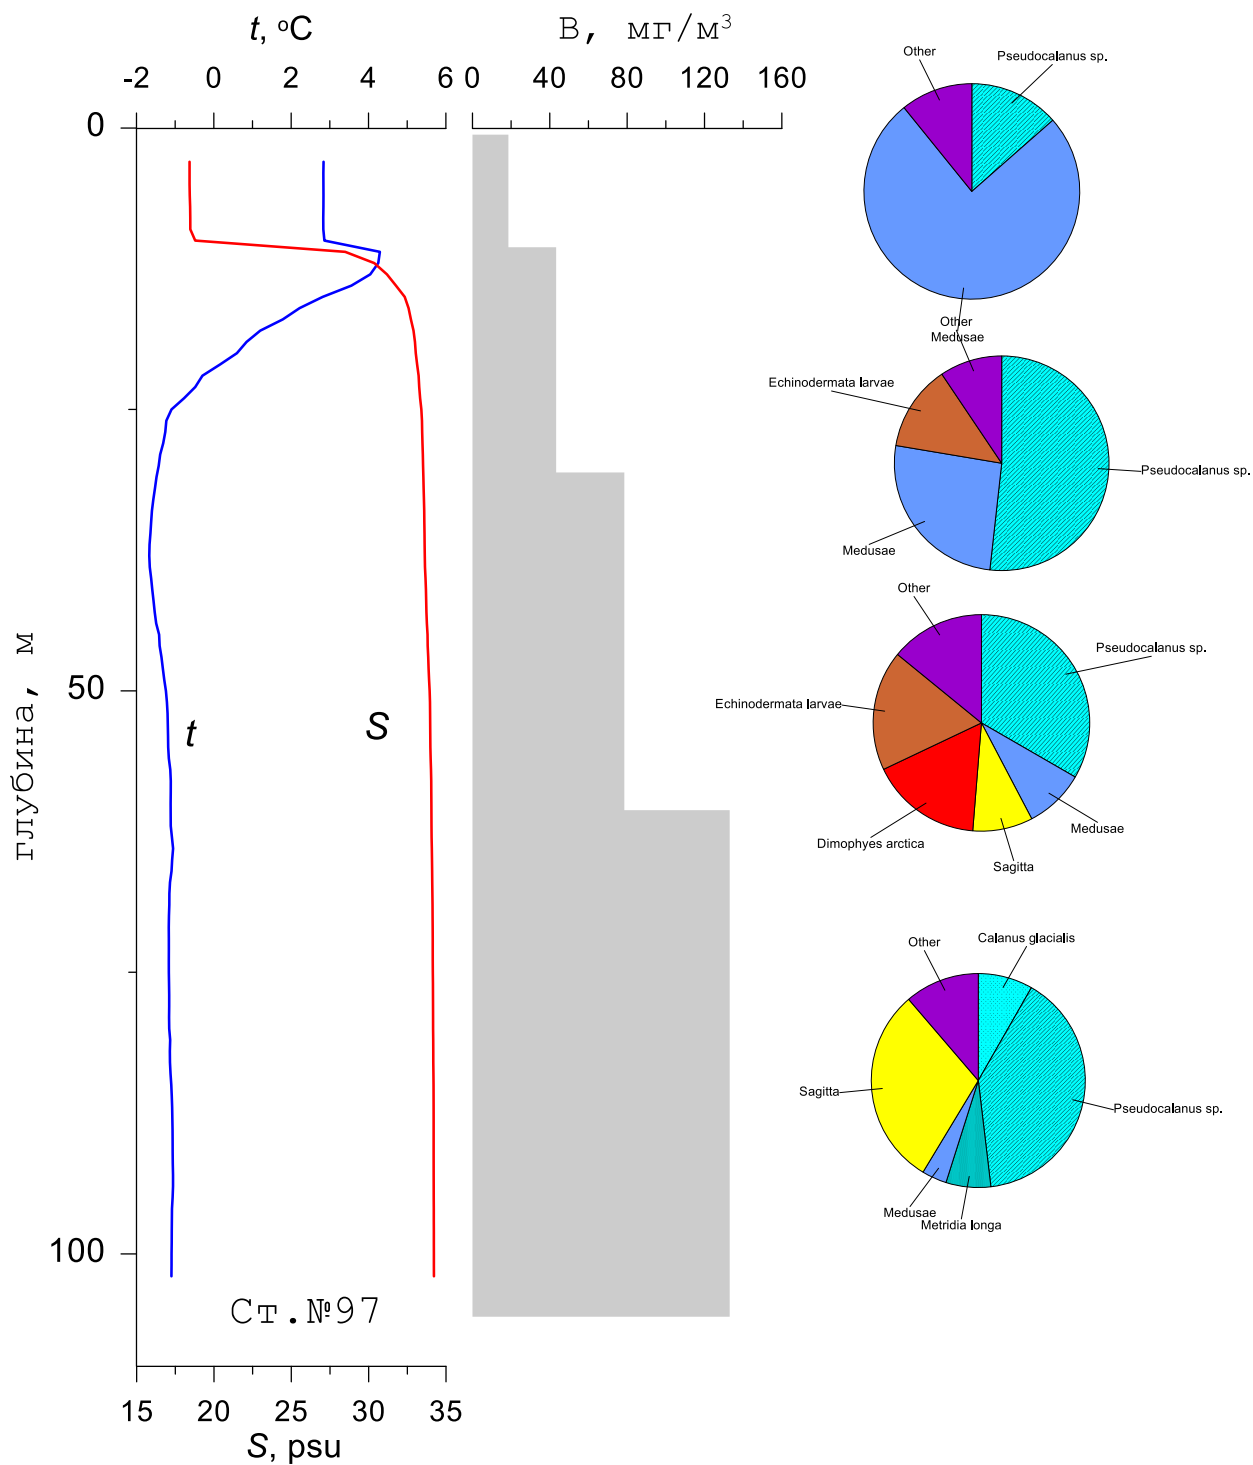 t, °C
-2 0 2 4 6
B, мг/м³
0 40 80 120 160
глубина, м
0
50
100
t
S
Ст.№97
15 20 25 30 35
S, psu
Other
Pseudocalanus sp.
Medusae
Other
Echinodermata larvae
Pseudocalanus sp.
Medusae
Other
Pseudocalanus sp.
Echinodermata larvae
Dimophyes arctica
Medusae
Sagitta
Other
Calanus glacialis
Sagitta
Pseudocalanus sp.
Medusae
Metridia longa